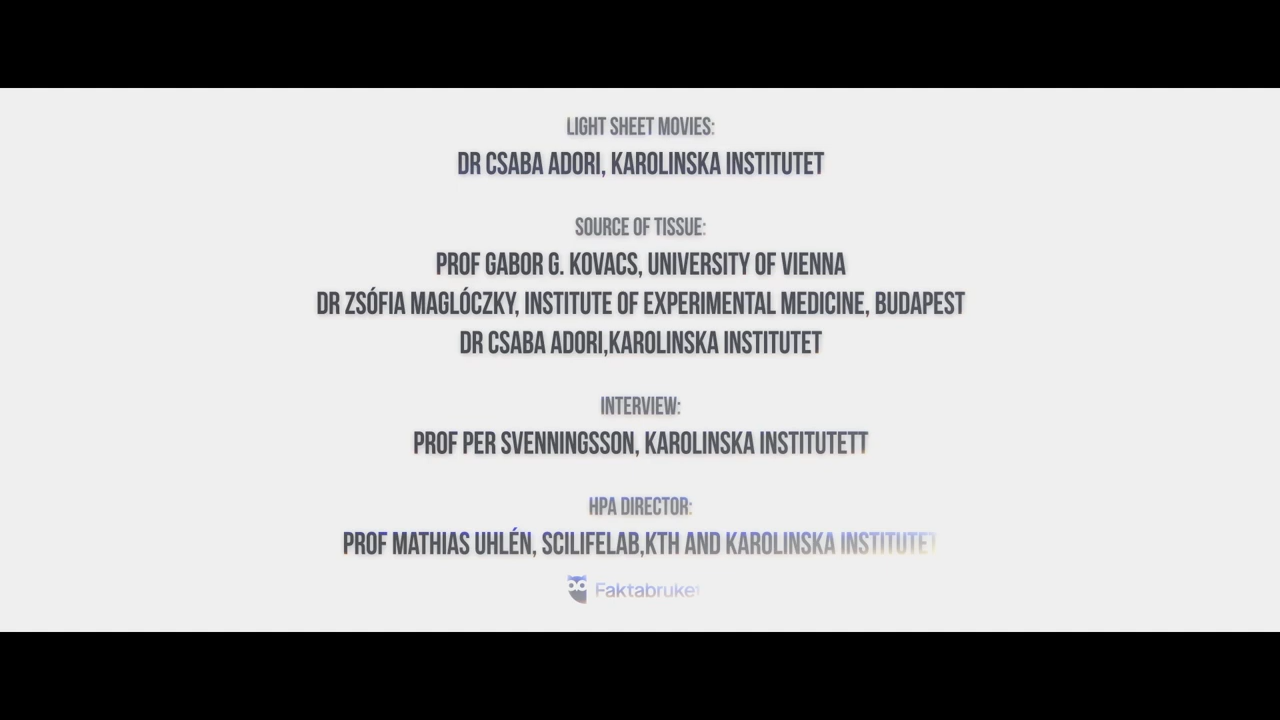 LIGHT SHEET MOVIES:
DR CSABA ADORI, KAROLINSKA INSTITUTET
SOURCE OF TISSUE:
PROF GABOR G. KOVACS, UNIVERSITY OF VIENNA
DR ZSÓFIA MAGLÓCZKY, INSTITUTE OF EXPERIMENTAL MEDICINE, BUDAPEST
DR CSABA ADORI,KAROLINSKA INSTITUTET
INTERVIEW:
PROF PER SVENNINGSSON, KAROLINSKA INSTITUTETT
HPA DIRECTOR:
PROF MATHIAS UHLÉN, SCILIFELAB,KTH AND KAROLINSKA INSTITUTET
Faktabruket